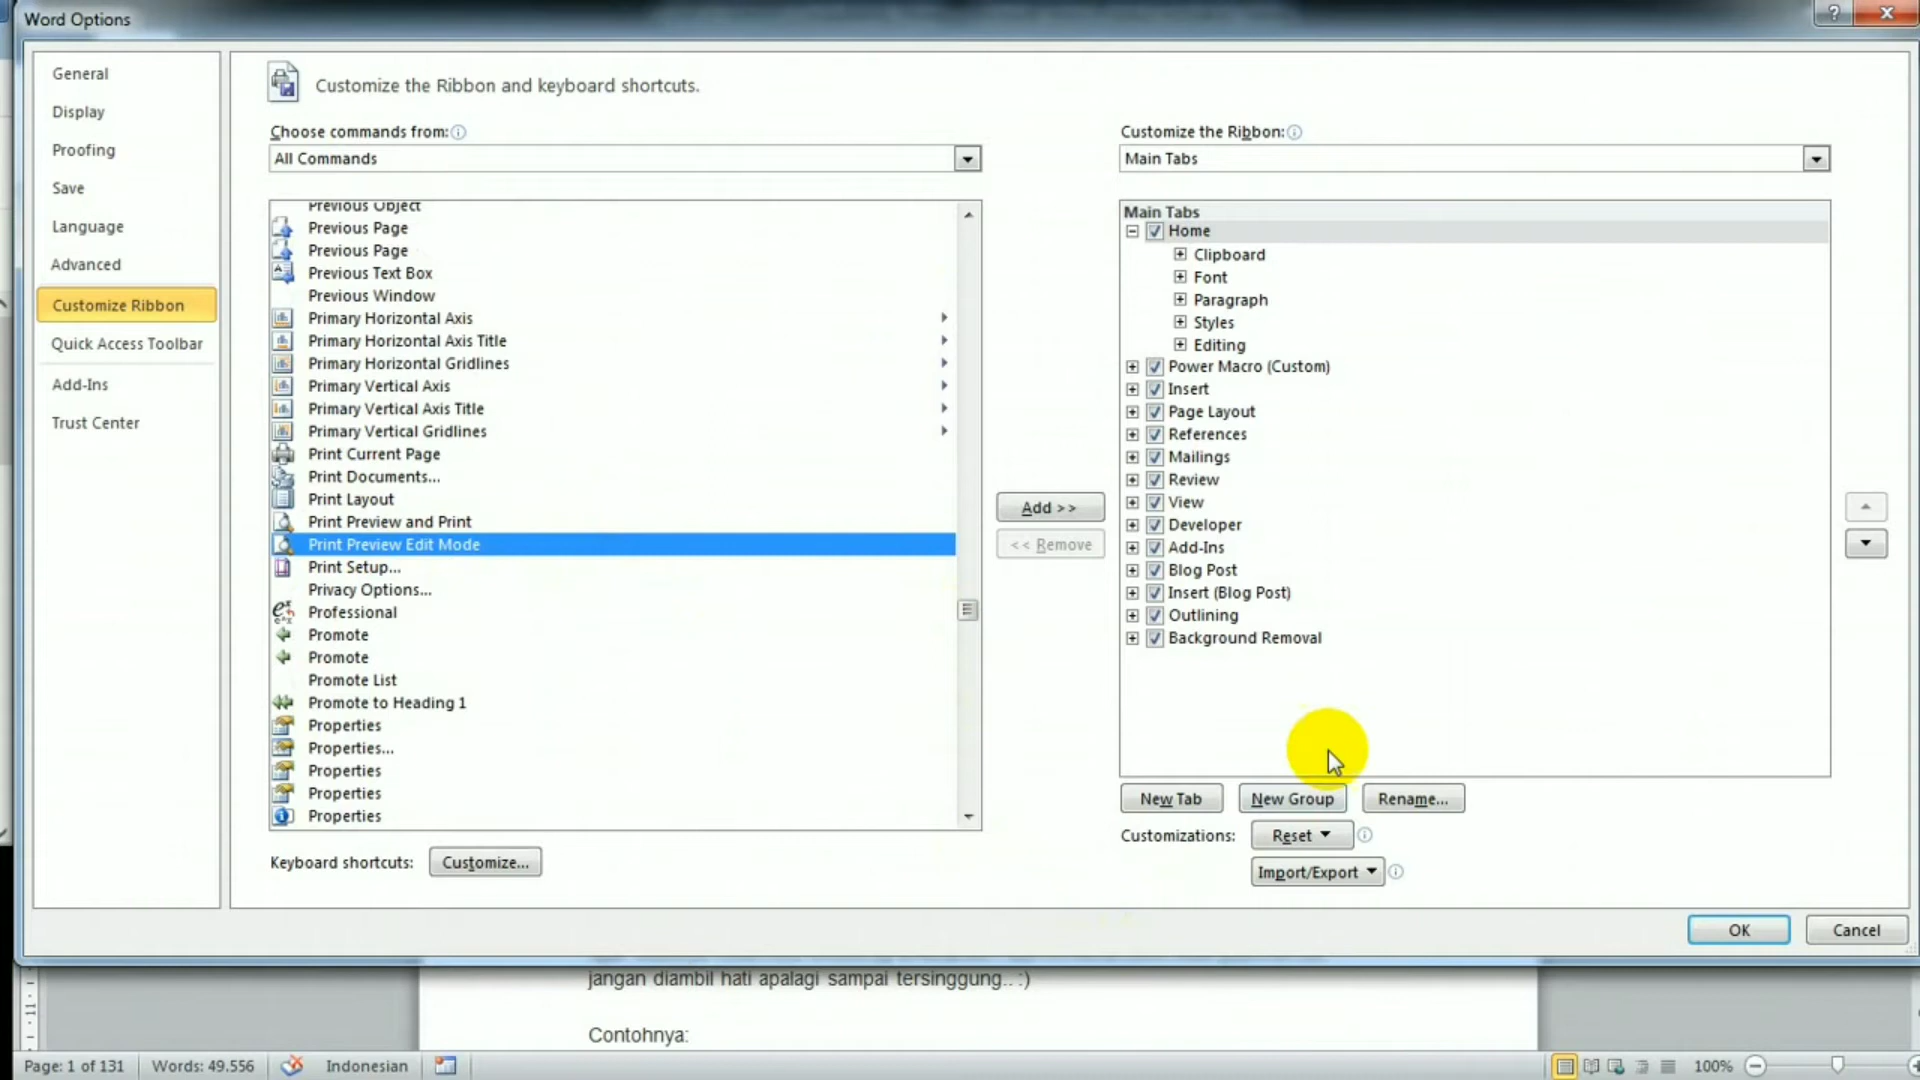 Word Options
?
General
Display
Proofing
Save
Language
Advanced
Customize Ribbon
Quick Access Toolbar
Add-Ins
Trust Center
Customize the Ribbon and keyboard shortcuts.
Choose commands from:
All Commands
Previous Object
Previous Page
Previous Page
Previous Text Box
Previous Window
Primary Horizontal Axis
Primary Horizontal Axis Title
Primary Horizontal Gridlines
Primary Vertical Axis
Primary Vertical Axis Title
Primary Vertical Gridlines
Print Current Page
Print Documents...
Print Layout
Print Preview and Print
Print Preview Edit Mode
Print Setup...
Privacy Options...
Professional
Promote
Promote
Promote List
Promote to Heading 1
Properties
Properties...
Properties
Properties
Properties
Keyboard shortcuts: Customize...
Add >>
<< Remove
Customize the Ribbon:
Main Tabs
Main Tabs
Home
Clipboard
Font
Paragraph
Styles
Editing
Power Macro (Custom)
Insert
Page Layout
References
Mailings
Review
View
Developer
Add-Ins
Blog Post
Insert (Blog Post)
Outlining
Background Removal
New Tab New Group Rename...
Customizations: Reset
Import/Export
OK Cancel
jangan diambil hati apalagi sampai tersinggung.. :)
Contohnya:
Page: 1 of 131 Words: 49.556 Indonesian 100%